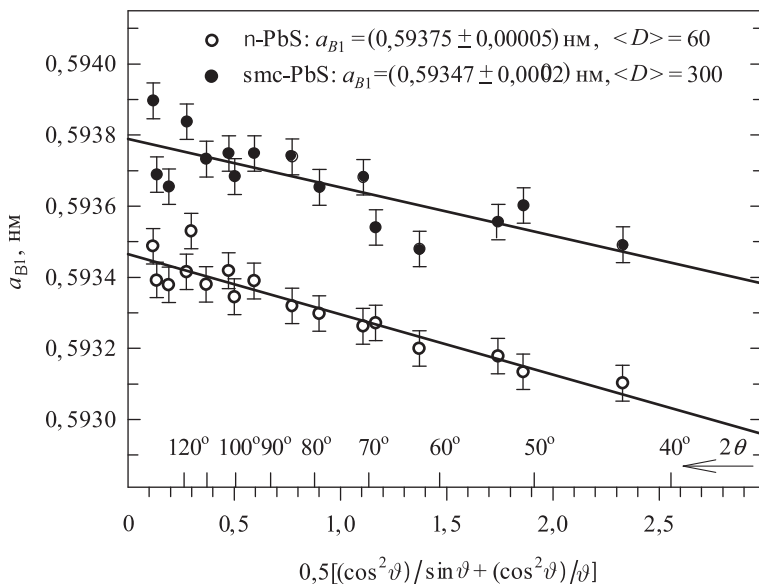 n-PbS: a_B1=(0,59375 ± 0,00005) нм, <D> = 60
smc-PbS: a_B1=(0,59347 ± 0,0002) нм, <D> = 300
0,5940
0,5938
0,5936
0,5934
0,5932
0,5930
a_B1, нм
120° 100° 90° 80° 70° 60° 50° 40° 2θ
0 0,5 1,0 1,5 2,0 2,5
0,5[(cos²ϑ)/sinϑ + (cos²ϑ)/ϑ]